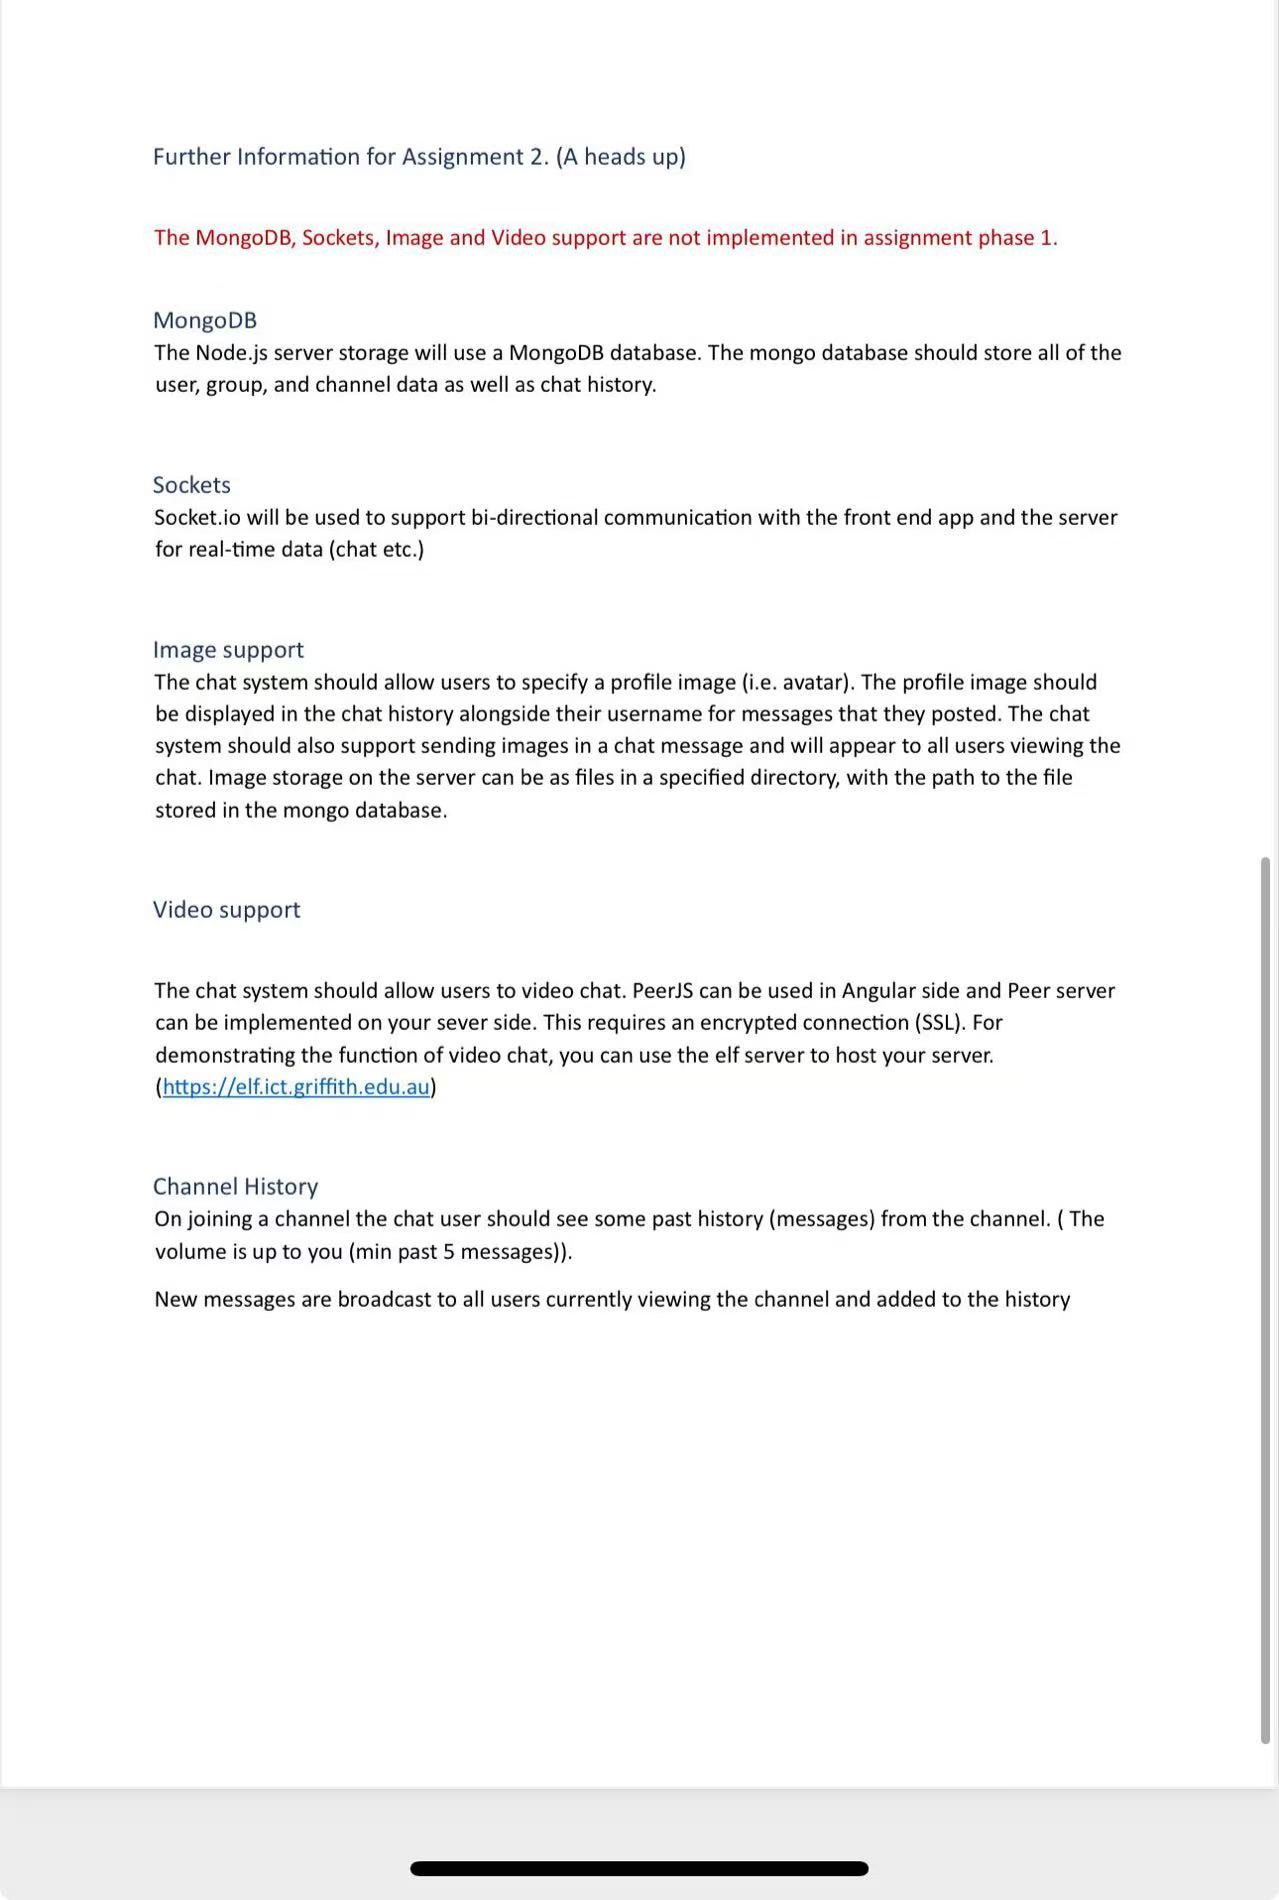 Further Information for Assignment 2. (A heads up)
The MongoDB, Sockets, Image and Video support are not implemented in assignment phase 1.
MongoDB
The Node.js server storage will use a MongoDB database. The mongo database should store all of the
user, group, and channel data as well as chat history.
Sockets
Socket.io will be used to support bi-directional communication with the front end app and the server
for real-time data (chat etc.)
Image support
The chat system should allow users to specify a profile image (i.e. avatar). The profile image should
be displayed in the chat history alongside their username for messages that they posted. The chat
system should also support sending images in a chat message and will appear to all users viewing the
chat. Image storage on the server can be as files in a specified directory, with the path to the file
stored in the mongo database.
Video support
The chat system should allow users to video chat. PeerJS can be used in Angular side and Peer server
can be implemented on your sever side. This requires an encrypted connection (SSL). For
demonstrating the function of video chat, you can use the elf server to host your server.
(https://elf.ict.griffith.edu.au)
Channel History
On joining a channel the chat user should see some past history (messages) from the channel. ( The
volume is up to you (min past 5 messages)).
New messages are broadcast to all users currently viewing the channel and added to the history